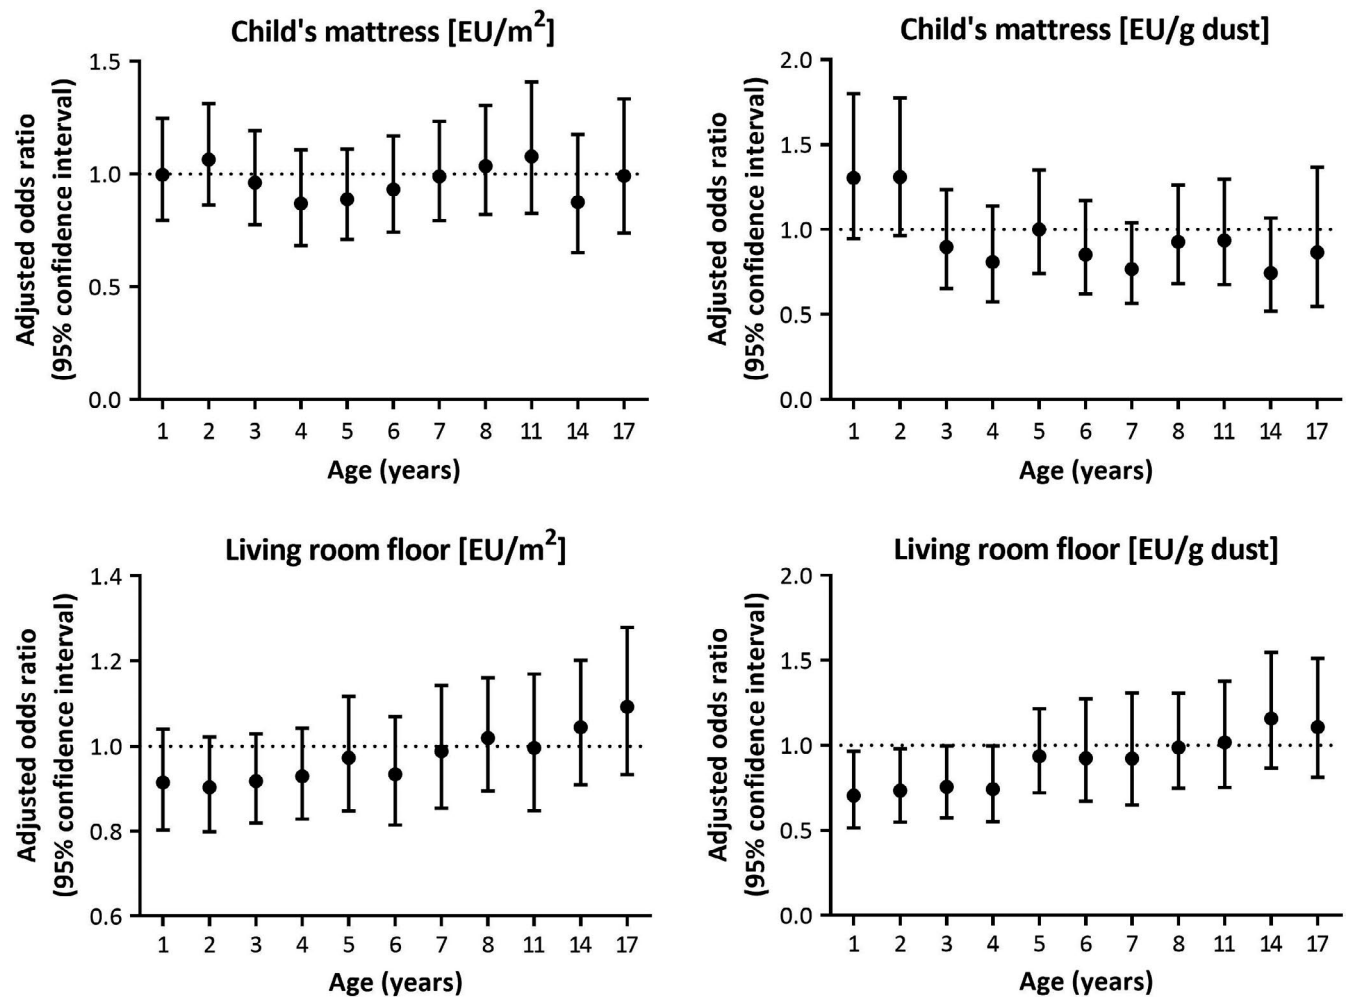 Child's mattress [EU/m²]
Adjusted odds ratio
(95% confidence interval)
1.5
1.0
0.5
0.0
1 2 3 4 5 6 7 8 11 14 17
Age (years)
Child's mattress [EU/g dust]
Adjusted odds ratio
(95% confidence interval)
2.0
1.5
1.0
0.5
0.0
1 2 3 4 5 6 7 8 11 14 17
Age (years)
Living room floor [EU/m²]
Adjusted odds ratio
(95% confidence interval)
1.4
1.2
1.0
0.8
0.6
1 2 3 4 5 6 7 8 11 14 17
Age (years)
Living room floor [EU/g dust]
Adjusted odds ratio
(95% confidence interval)
2.0
1.5
1.0
0.5
0.0
1 2 3 4 5 6 7 8 11 14 17
Age (years)